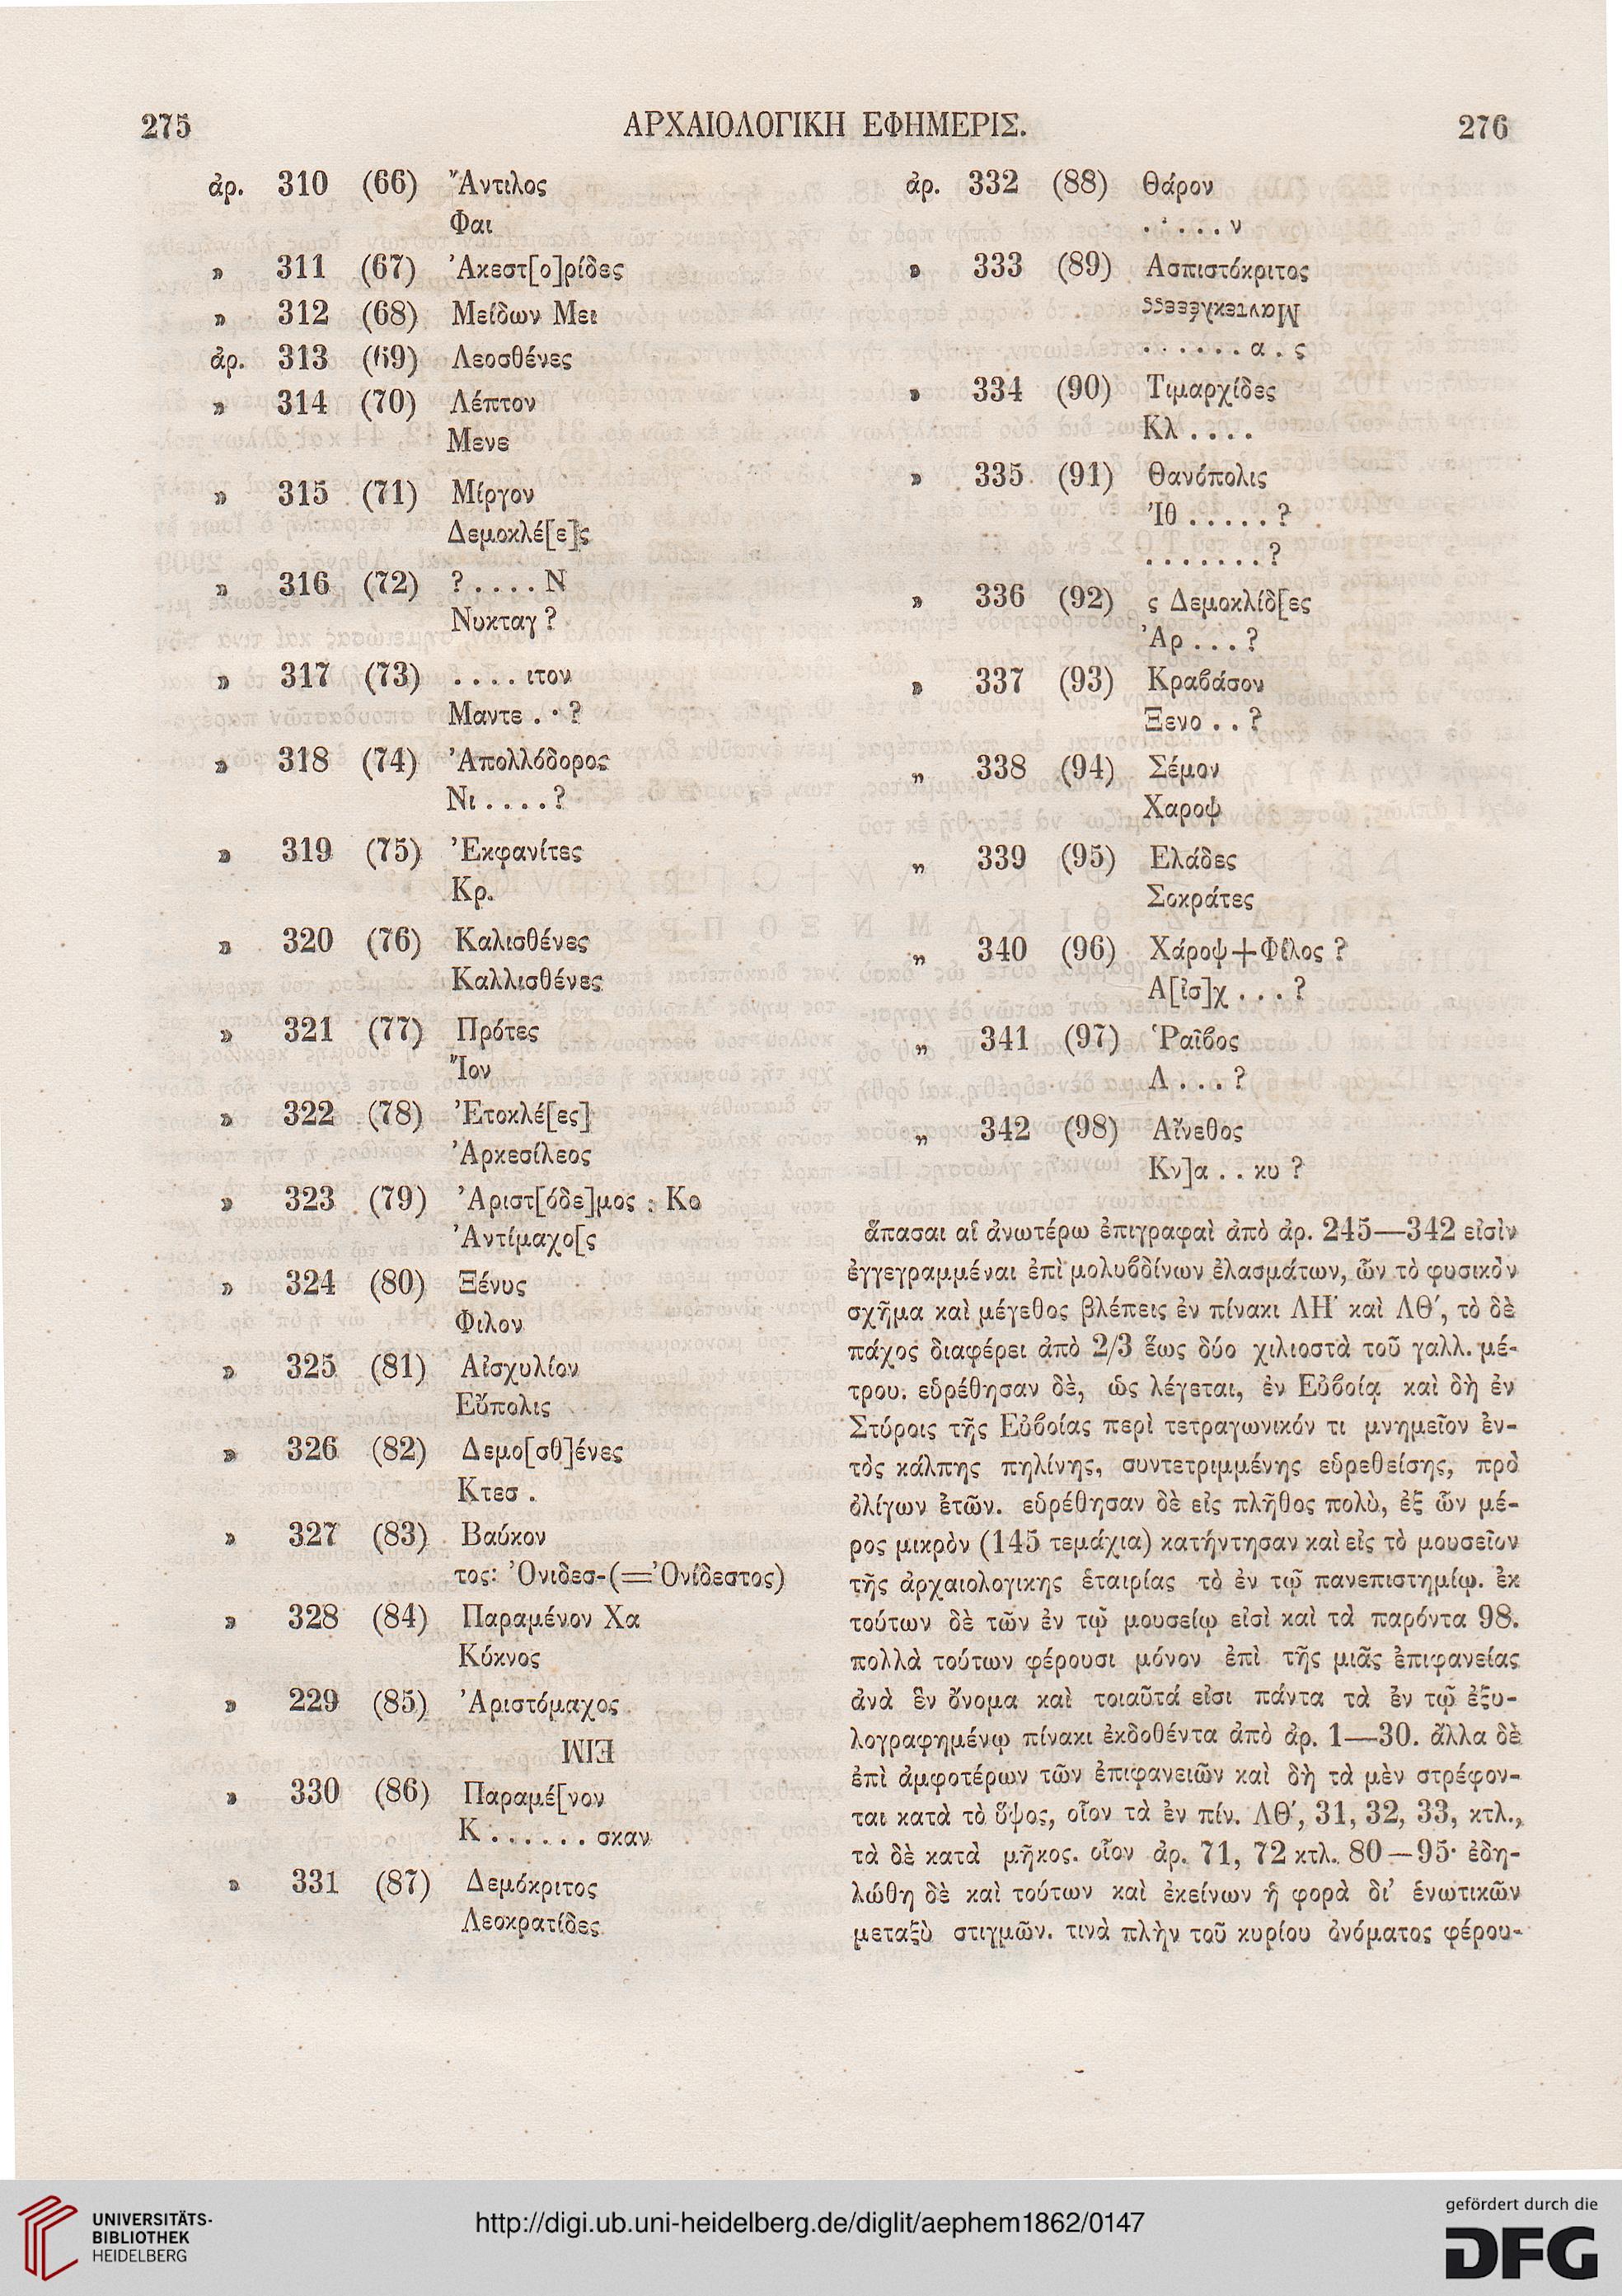 275 ΑΡΧΑΙΟΛΟΓΙΚΗ ΕΦΗΜΕΡΙΣ. 276
ἀρ. 310 (66) Ἄντιλος
Φαι
» 311 (67) Ἀκεστ[ο]ρίδες
» 312 (68) Μείδων Μει
ἀρ. 313 (69) Λεοσθένες
» 314 (70) Λέπτον
Μενε
» 315 (71) Μίργον
Δεμοκλέ[ε]ς
» 316 (72) ?....Ν
Νυκταγ?
» 317 (73) ....ιτον
Μαντε..?
» 318 (74) Ἀπολλόδορος
Νι....?
» 319 (75) Ἐκφανίτες
Κρ.
» 320 (76) Καλισθένες
Καλλισθένες
» 321 (77) Πρότες
Ἴον
» 322 (78) Ἐτοκλέ[ες]
Ἀρκεσίλεος
» 323 (79) Ἀριστ[όδε]μος : Κο
Ἀντίμαχο[ς
» 324 (80) Ξένυς
Φιλον
» 325 (81) Αἰσχυλίον
Εὔπολις
» 326 (82) Δεμο[σθ]ένες
Κτεσ.
» 327 (83) Βαύκον
τος: Ὀνιδεσ-(=Ὀνίδεστος)
» 328 (84) Παραμένον Χα
Κύκνος
» 229 (85) Ἀριστόμαχος
ΕΙΜ
» 330 (86) Παραμέ[νον
Κ......σκαν
» 331 (87) Δεμόκριτος
Λεοκρατίδες
ἀρ. 332 (88) Θάρον
.....ν
» 333 (89) Ασπιστόκριτος
Μαντεκλέεες
......α.ς
» 334 (90) Τιμαρχίδες
Κλ....
» 335 (91) Θανόπολις
Ἰθ.....?
.......?
» 336 (92) ς Δεμοκλίδ[ες
Ἀρ...?
» 337 (93) Κραβάσον
Ξενο..?
„ 338 (94) Σέμον
Χαροψ
„ 339 (95) Ελάδες
Σοκράτες
„ 340 (96) Χάροψ+Φίλος ?
Α[ἰσ]χ...?
„ 341 (97) Ῥαῖβος
Λ...?
„ 342 (98) Αἴνεθος
Κν]α..κυ ?
ἅπασαι αἱ ἀνωτέρω ἐπιγραφαὶ ἀπὸ ἀρ. 245—342 εἰσὶν
ἐγγεγραμμέναι ἐπὶ μολυβδίνων ἐλασμάτων, ὧν τὸ φυσικὸν
σχῆμα καὶ μέγεθος βλέπεις ἐν πίνακι ΛΗ΄ καὶ ΛΘ΄, τὸ δὲ
πάχος διαφέρει ἀπὸ 2/3 ἕως δύο χιλιοστὰ τοῦ γαλλ. μέ-
τρου. εὑρέθησαν δὲ, ὡς λέγεται, ἐν Εὐβοίᾳ καὶ δὴ ἐν
Στύροις τῆς Εὐβοίας περὶ τετραγωνικόν τι μνημεῖον ἐν-
τὸς κάλπης πηλίνης, συντετριμμένης εὑρεθείσης, πρὸ
ὀλίγων ἐτῶν. εὑρέθησαν δὲ εἰς πλῆθος πολὺ, ἐξ ὧν μέ-
ρος μικρὸν (145 τεμάχια) κατήντησαν καὶ εἰς τὸ μουσεῖον
τῆς ἀρχαιολογικης ἑταιρίας τὸ ἐν τῷ πανεπιστημίῳ. ἐκ
τούτων δὲ τῶν ἐν τῷ μουσείῳ εἰσὶ καὶ τὰ παρόντα 98.
πολλὰ τούτων φέρουσι μόνον ἐπὶ τῆς μιᾶς ἐπιφανείας
ἀνὰ ἓν ὄνομα καὶ τοιαῦτά εἰσι πάντα τὰ ἐν τῷ ἐξυ-
λογραφημένῳ πίνακι ἐκδοθέντα ἀπὸ ἀρ. 1—30. ἄλλα δὲ
ἐπὶ ἀμφοτέρων τῶν ἐπιφανειῶν καὶ δὴ τὰ μὲν στρέφον-
ται κατὰ τὸ ὕψος, οἷον τὰ ἐν πίν. ΛΘ΄, 31, 32, 33, κτλ.,
τὰ δὲ κατὰ μῆκος. οἷον ἀρ. 71, 72 κτλ. 80—95· ἐδη-
λώθη δὲ καὶ τούτων καὶ ἐκείνων ἡ φορὰ δι' ἑνωτικῶν
μεταξὺ στιγμῶν. τινὰ πλὴν τοῦ κυρίου ὀνόματος φέρου-
UNIVERSITÄTS-
BIBLIOTHEK
HEIDELBERG
http://digi.ub.uni-heidelberg.de/diglit/aephem1862/0147
gefördert durch die
DFG